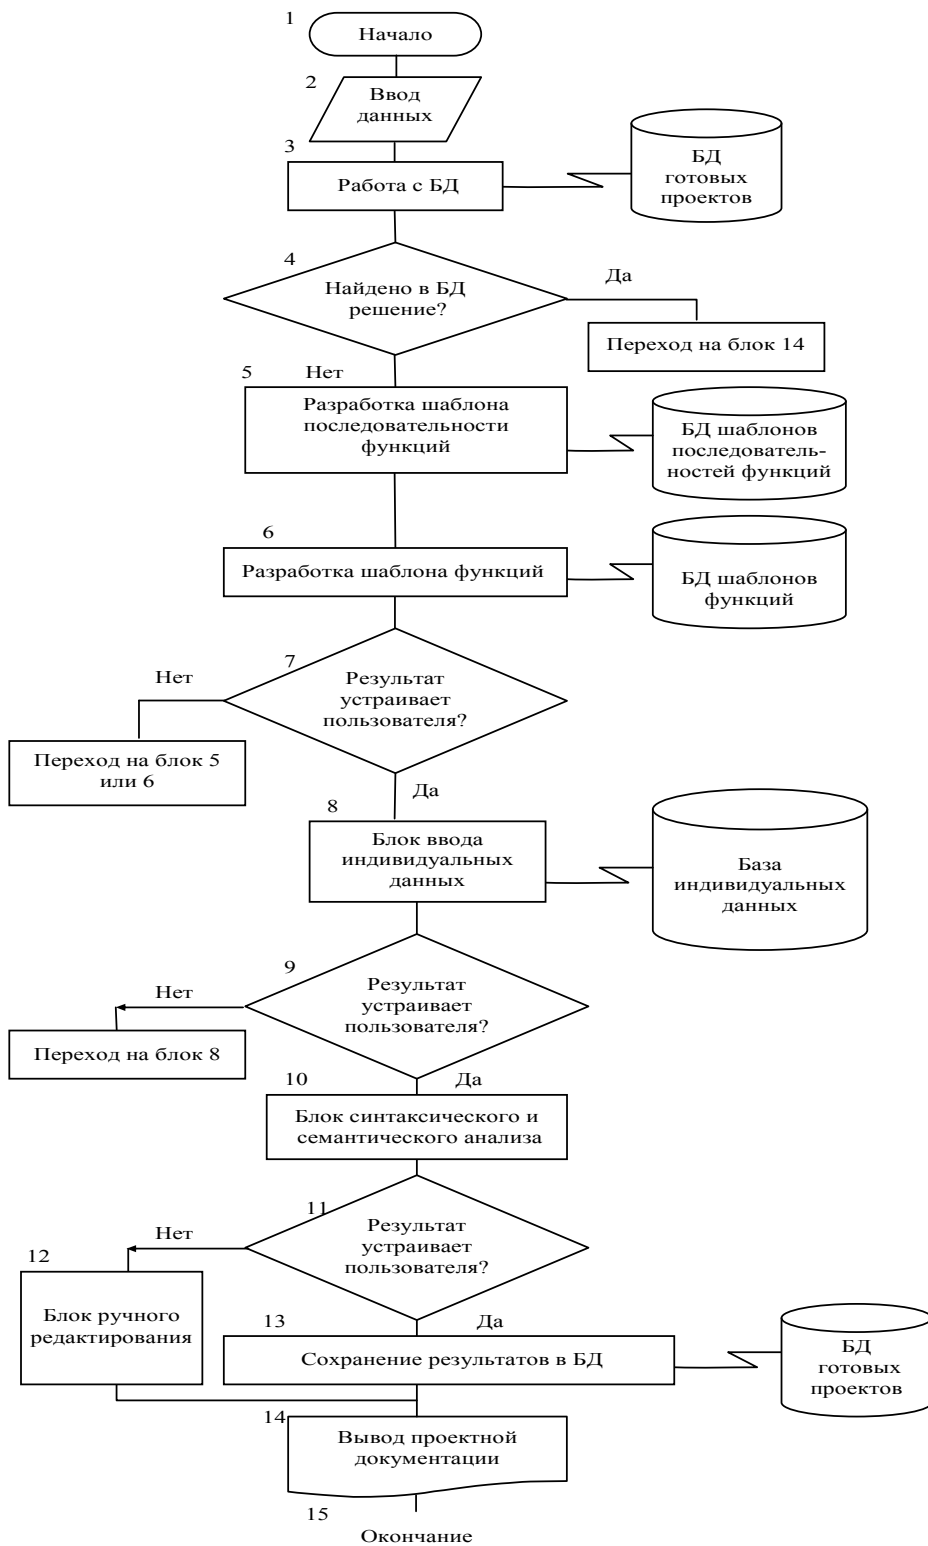 1
Начало
2
Ввод
данных
3
Работа с БД
БД
готовых
проектов
4
Найдено в БД
решение?
Да
Переход на блок 14
5
Нет
Разработка шаблона
последовательности
функций
БД шаблонов
последователь-
ностей функций
6
Разработка шаблона функций
БД шаблонов
функций
7
Нет
Результат
устраивает
пользователя?
Переход на блок 5
или 6
Да
8
Блок ввода
индивидуальных
данных
База
индивидуальных
данных
9
Нет
Результат
устраивает
пользователя?
Переход на блок 8
10
Да
Блок синтаксического и
семантического анализа
11
Нет
Результат
устраивает
пользователя?
12
Блок ручного
редактирования
13
Да
Сохранение результатов в БД
БД
готовых
проектов
14
Вывод проектной
документации
15
Окончание